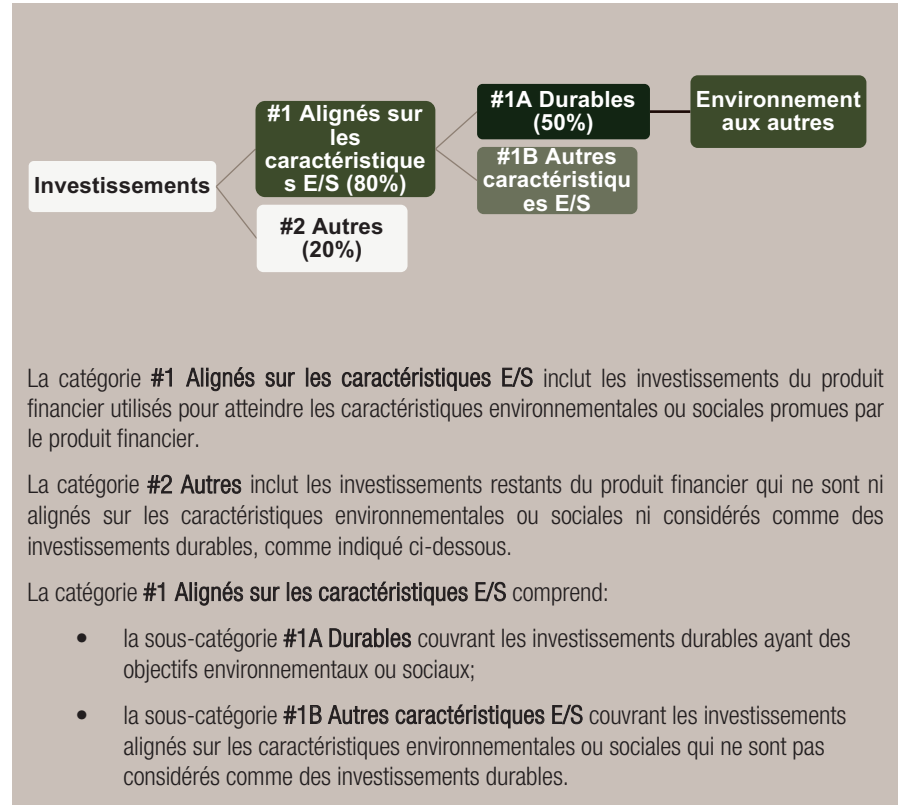 Investissements
#1 Alignés sur
les
caractéristique
s E/S (80%)
#2 Autres
(20%)
#1A Durables
(50%)
#1B Autres
caractéristiqu
es E/S
Environnement
aux autres
La catégorie #1 Alignés sur les caractéristiques E/S inclut les investissements du produit
financier utilisés pour atteindre les caractéristiques environnementales ou sociales promues par
le produit financier.
La catégorie #2 Autres inclut les investissements restants du produit financier qui ne sont ni
alignés sur les caractéristiques environnementales ou sociales ni considérés comme des
investissements durables, comme indiqué ci-dessous.
La catégorie #1 Alignés sur les caractéristiques E/S comprend:
• la sous-catégorie #1A Durables couvrant les investissements durables ayant des
objectifs environnementaux ou sociaux;
• la sous-catégorie #1B Autres caractéristiques E/S couvrant les investissements
alignés sur les caractéristiques environnementales ou sociales qui ne sont pas
considérés comme des investissements durables.